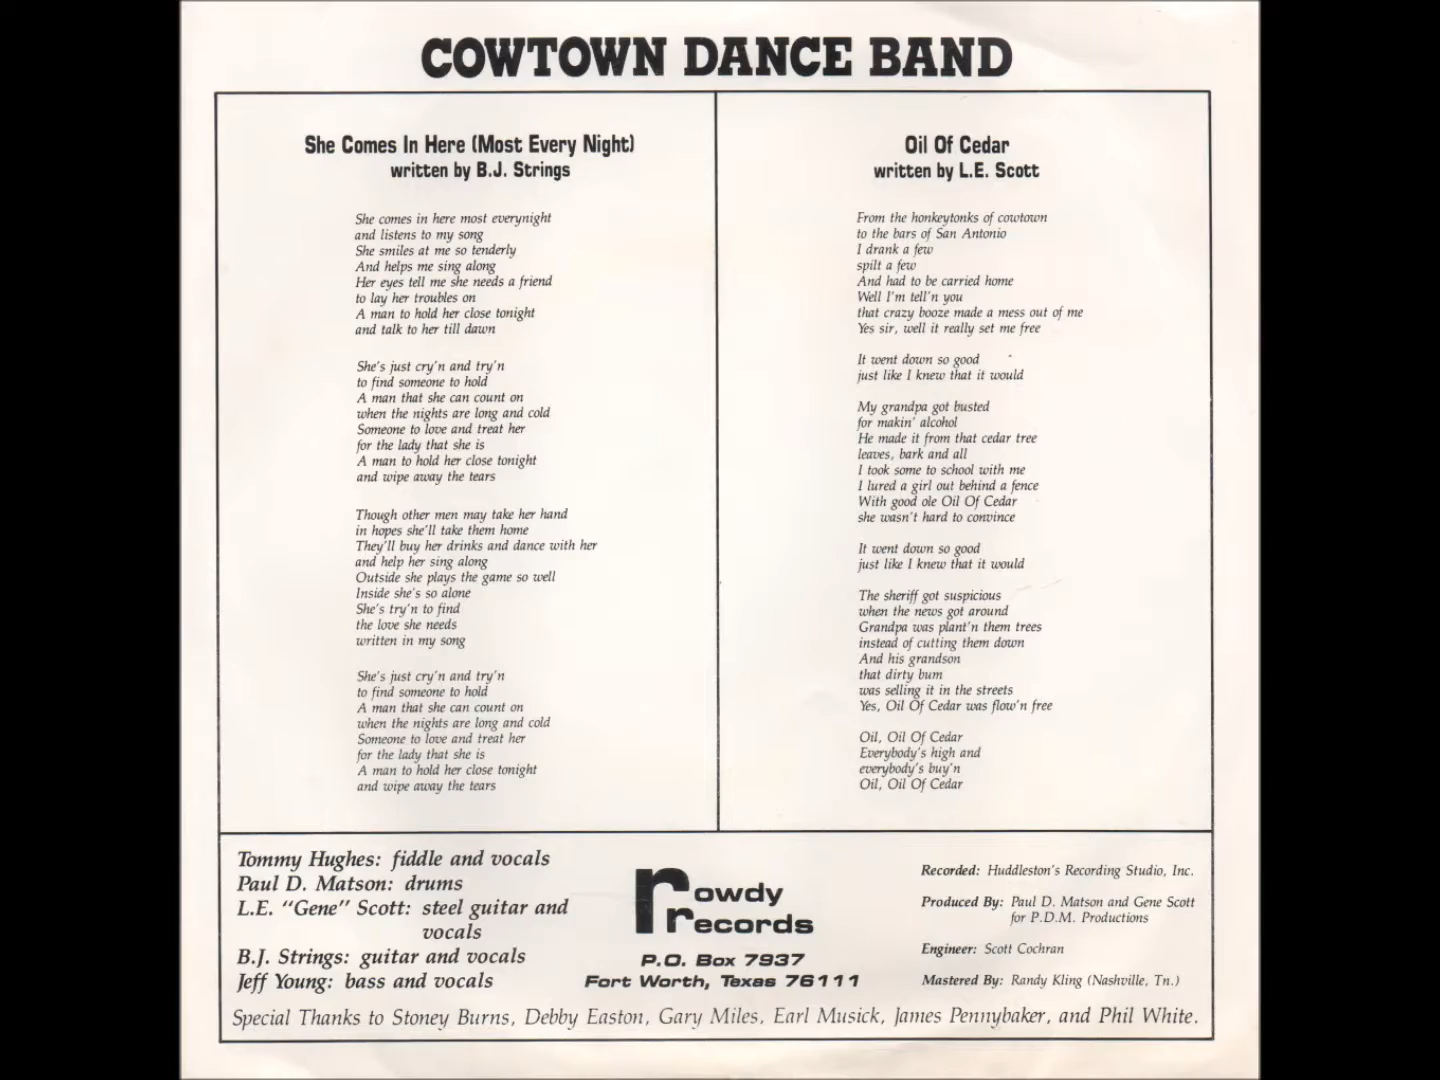 COWTOWN DANCE BAND
She Comes In Here (Most Every Night)
written by B.J. Strings
She comes in here most everynight
and listens to my song
She smiles at me so tenderly
And helps me sing along
Her eyes tell me she needs a friend
to lay her troubles on
A man to hold her close tonight
and talk to her till dawn
She's just cry'n and try'n
to find someone to hold
A man that she can count on
when the nights are long and cold
Someone to love and treat her
for the lady that she is
A man to hold her close tonight
and wipe away the tears
Though other men may take her hand
in hopes she'll take them home
They'll buy her drinks and dance with her
and help her sing along
Outside she plays the game so well
Inside she's so alone
She's try'n to find
the love she needs
written in my song
She's just cry'n and try'n
to find someone to hold
A man that she can count on
when the nights are long and cold
Someone to love and treat her
for the lady that she is
A man to hold her close tonight
and wipe away the tears
Oil Of Cedar
written by L.E. Scott
From the honkeytonks of cowtown
to the bars of San Antonio
I drank a few
spilt a few
And had to be carried home
Well I'm tell'n you
that crazy booze made a mess out of me
Yes sir, well it really set me free
It went down so good
just like I knew that it would
My grandpa got busted
for makin' alcohol
He made it from that cedar tree
leaves, bark and all
I took some to school with me
I lured a girl out behind a fence
With good ole Oil Of Cedar
she wasn't hard to convince
It went down so good
just like I knew that it would
The sheriff got suspicious
when the news got around
Grandpa was plant'n them trees
instead of cutting them down
And his grandson
that dirty bum
was selling it in the streets
Yes, Oil Of Cedar was flow'n free
Oil, Oil Of Cedar
Everybody's high and
everybody's buy'n
Oil, Oil Of Cedar
Tommy Hughes: fiddle and vocals
Paul D. Matson: drums
L.E. "Gene" Scott: steel guitar and
vocals
B.J. Strings: guitar and vocals
Jeff Young: bass and vocals
rowdy
records
P.O. Box 7937
Fort Worth, Texas 76111
Recorded: Huddleston's Recording Studio, Inc.
Produced By: Paul D. Matson and Gene Scott
for P.D.M. Productions
Engineer: Scott Cochran
Mastered By: Randy Kling (Nashville, Tn.)
Special Thanks to Stoney Burns, Debby Easton, Gary Miles, Earl Musick, James Pennybaker, and Phil White.